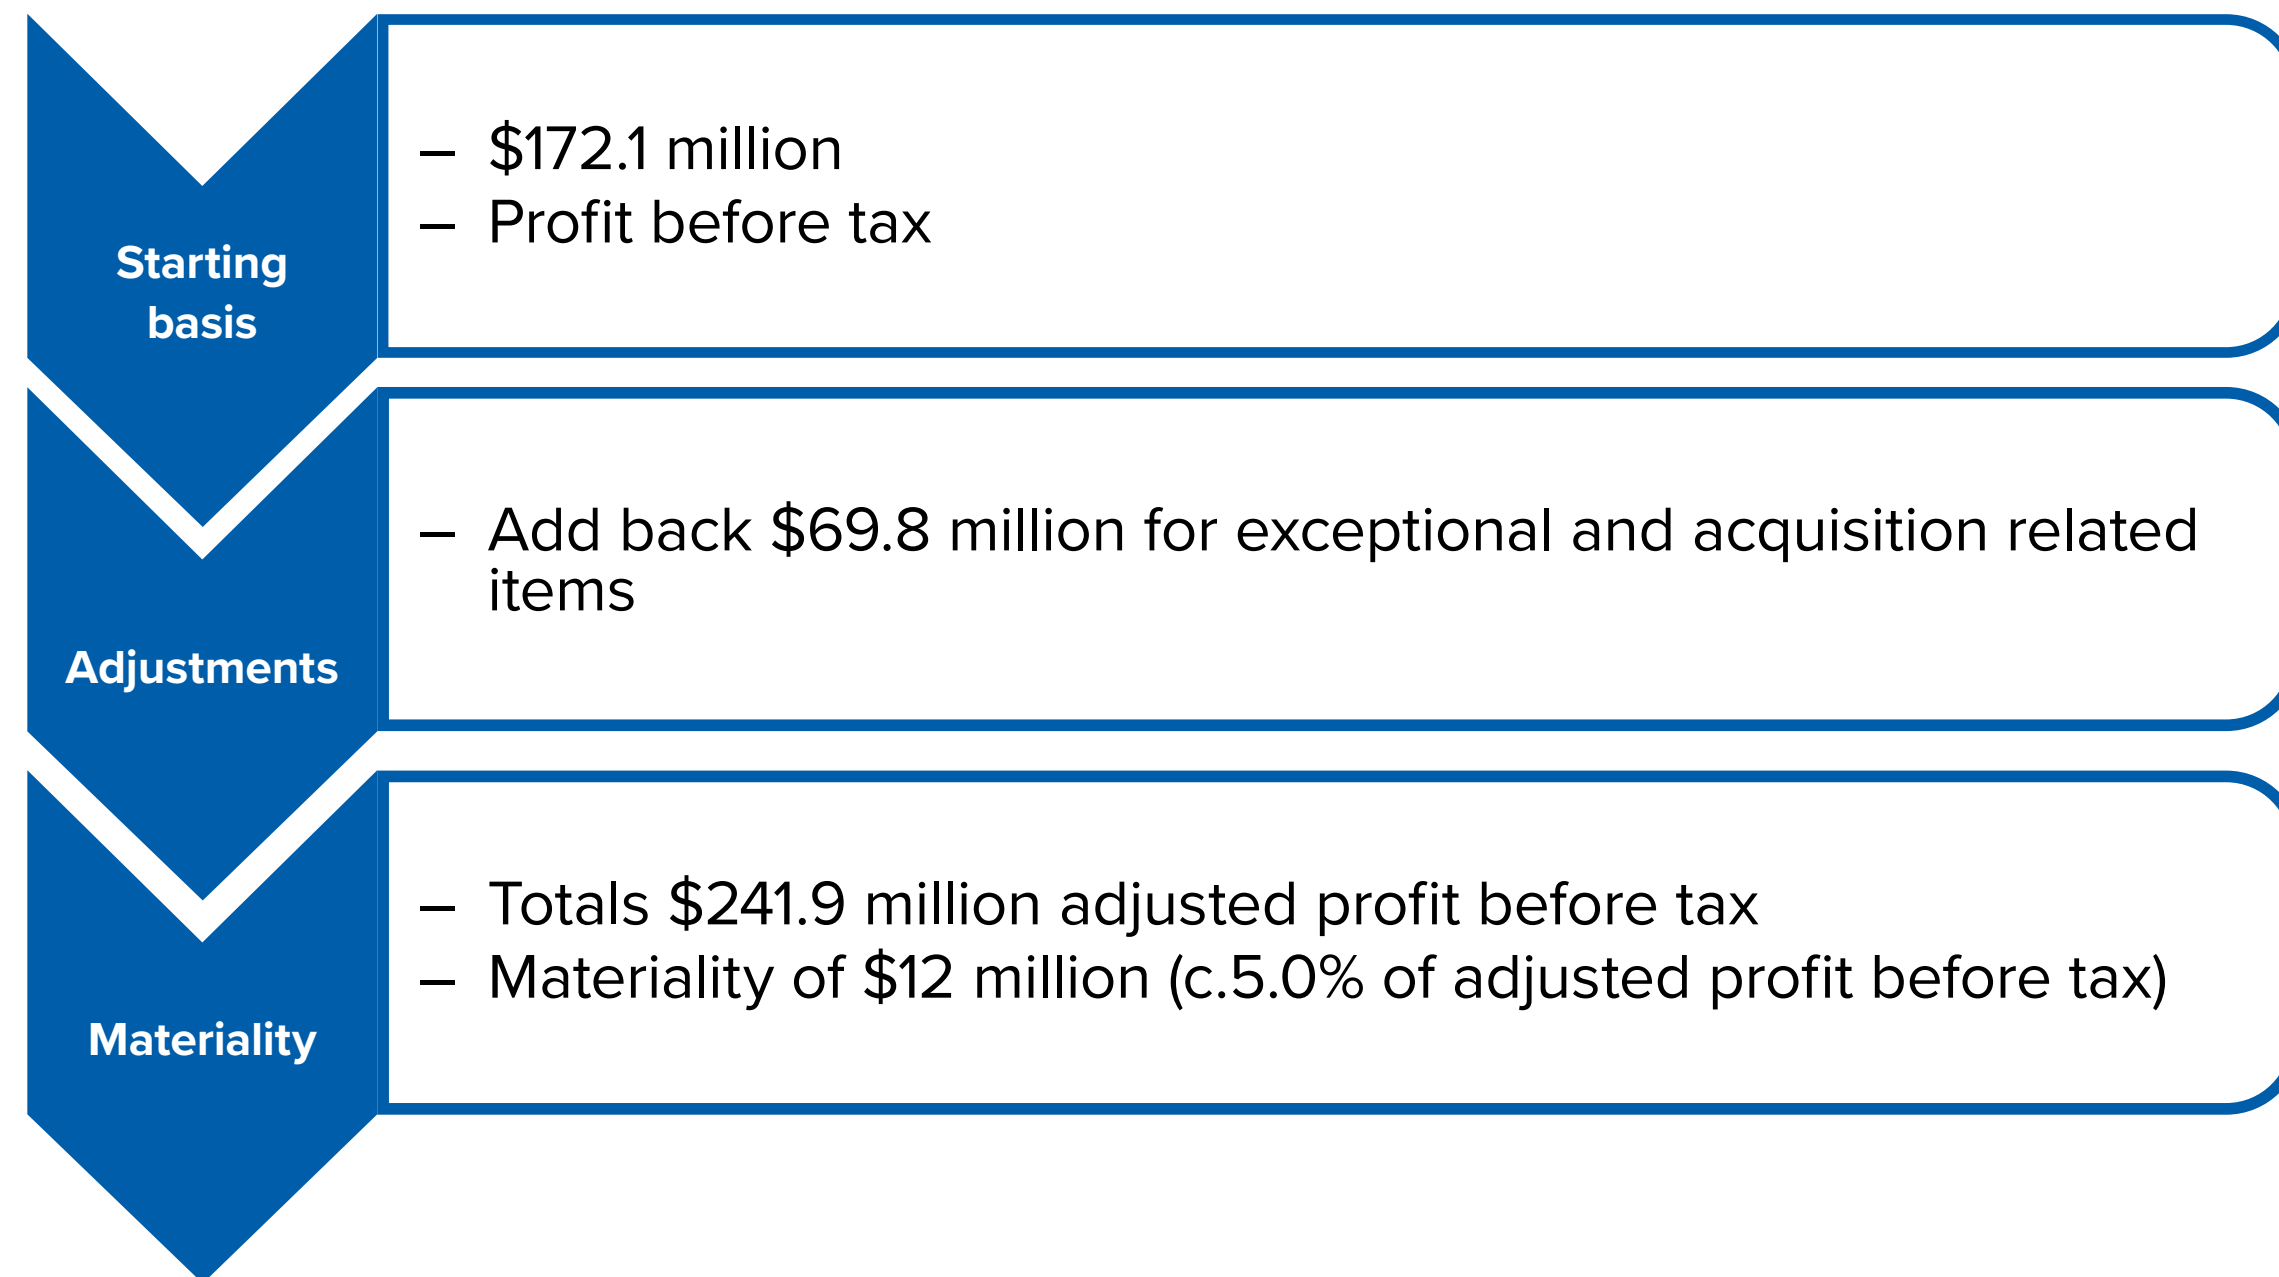 Starting
basis
– $172.1 million
– Profit before tax
Adjustments
– Add back $69.8 million for exceptional and acquisition related
items
Materiality
– Totals $241.9 million adjusted profit before tax
– Materiality of $12 million (c.5.0% of adjusted profit before tax)